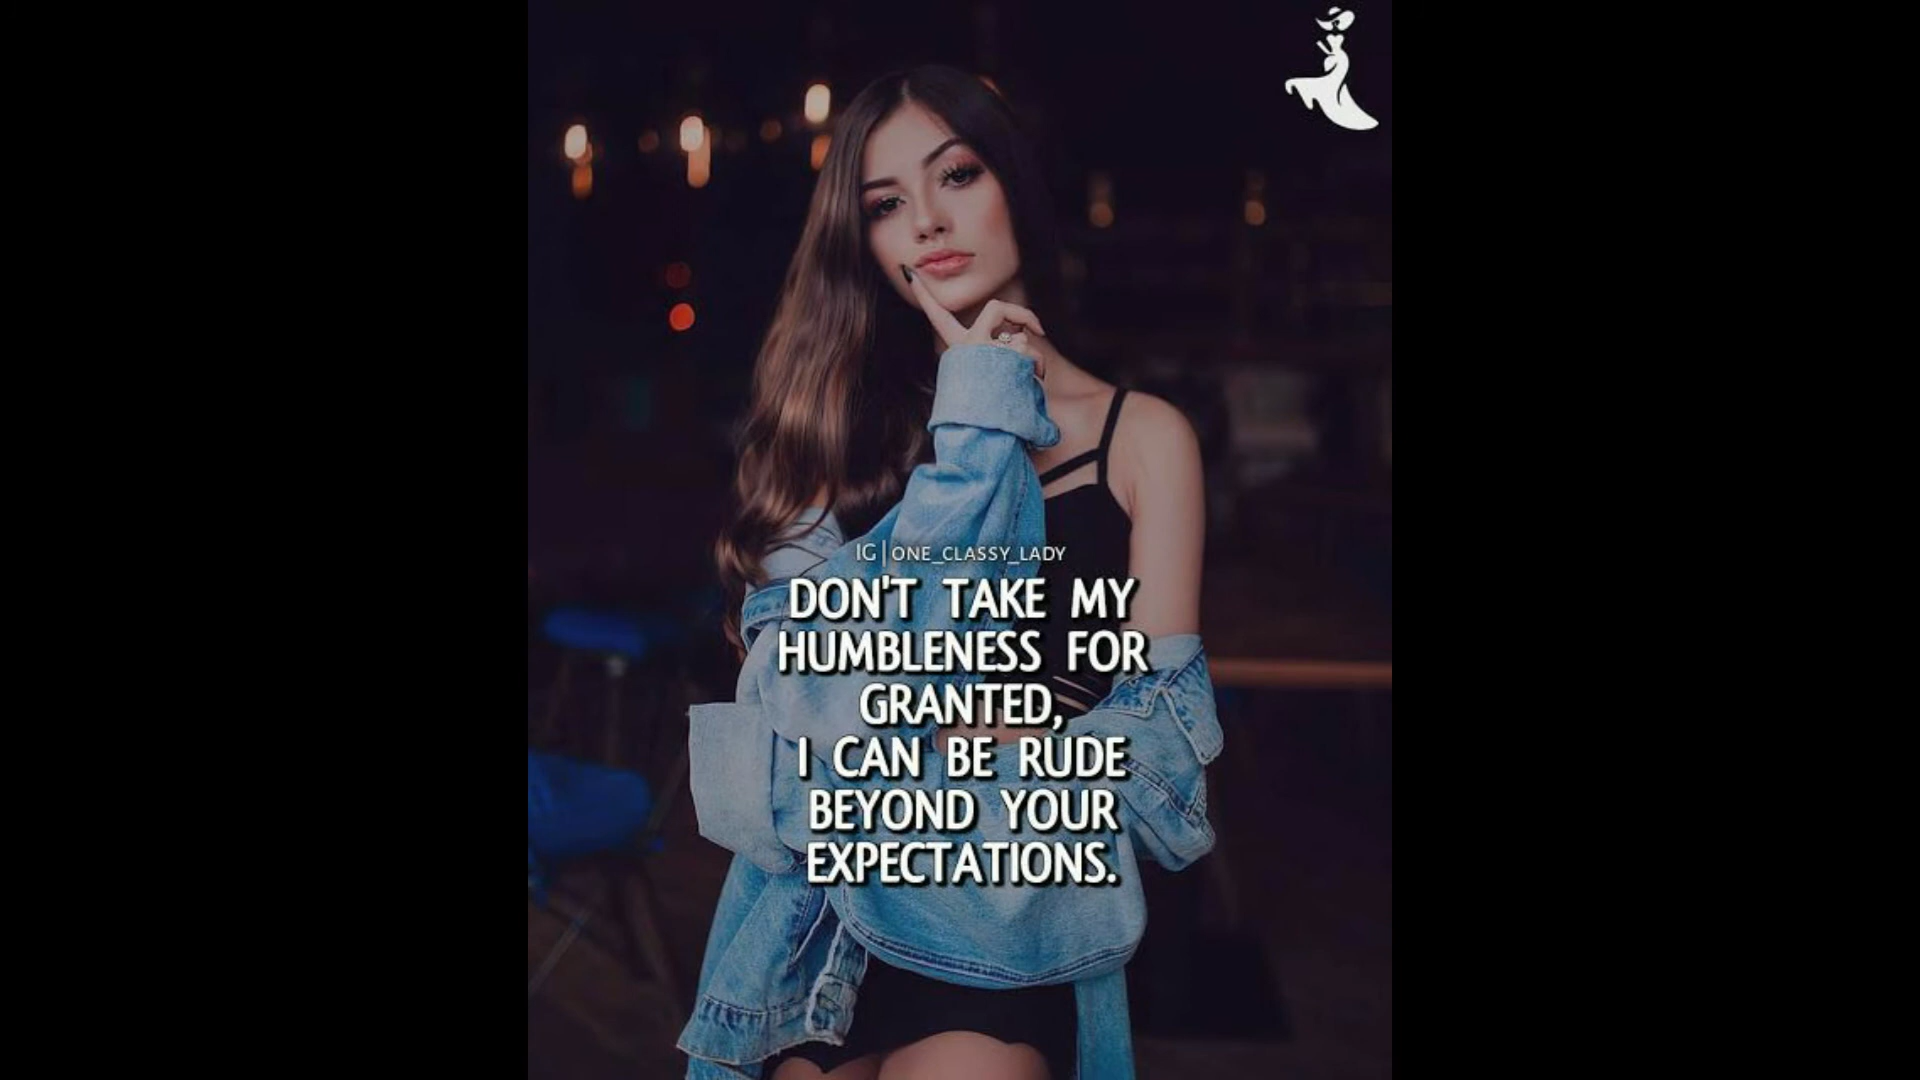 IG|ONE_CLASSY_LADY
DON'T TAKE MY
HUMBLENESS FOR
GRANTED,
I CAN BE RUDE
BEYOND YOUR
EXPECTATIONS.